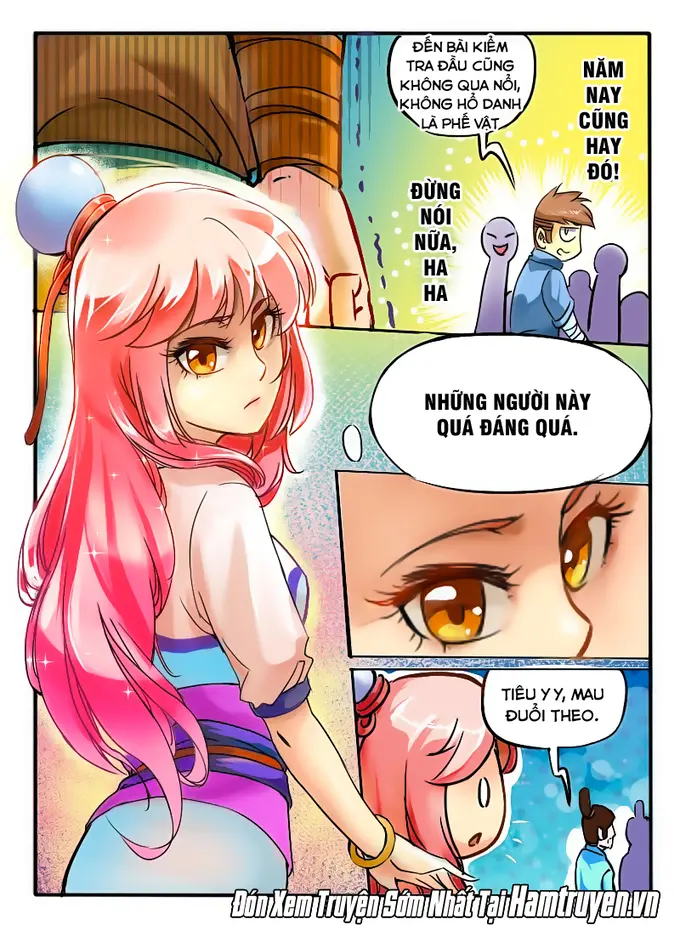 ĐẾN BÀI KIỂM
TRA ĐẦU CŨNG
KHÔNG QUA NỔI,
KHÔNG HỔ DANH
LÀ PHẾ VẬT.
NĂM
NAY
CŨNG
HAY
ĐÓ!
ĐỪNG
NÓI
NỮA,
HA
HA
NHỮNG NGƯỜI NÀY
QUÁ ĐÁNG QUÁ.
TIÊU Y Y, MAU
ĐUỔI THEO.
Đón Xem Truyện Sớm Nhất Tại Hamtruyen.vn